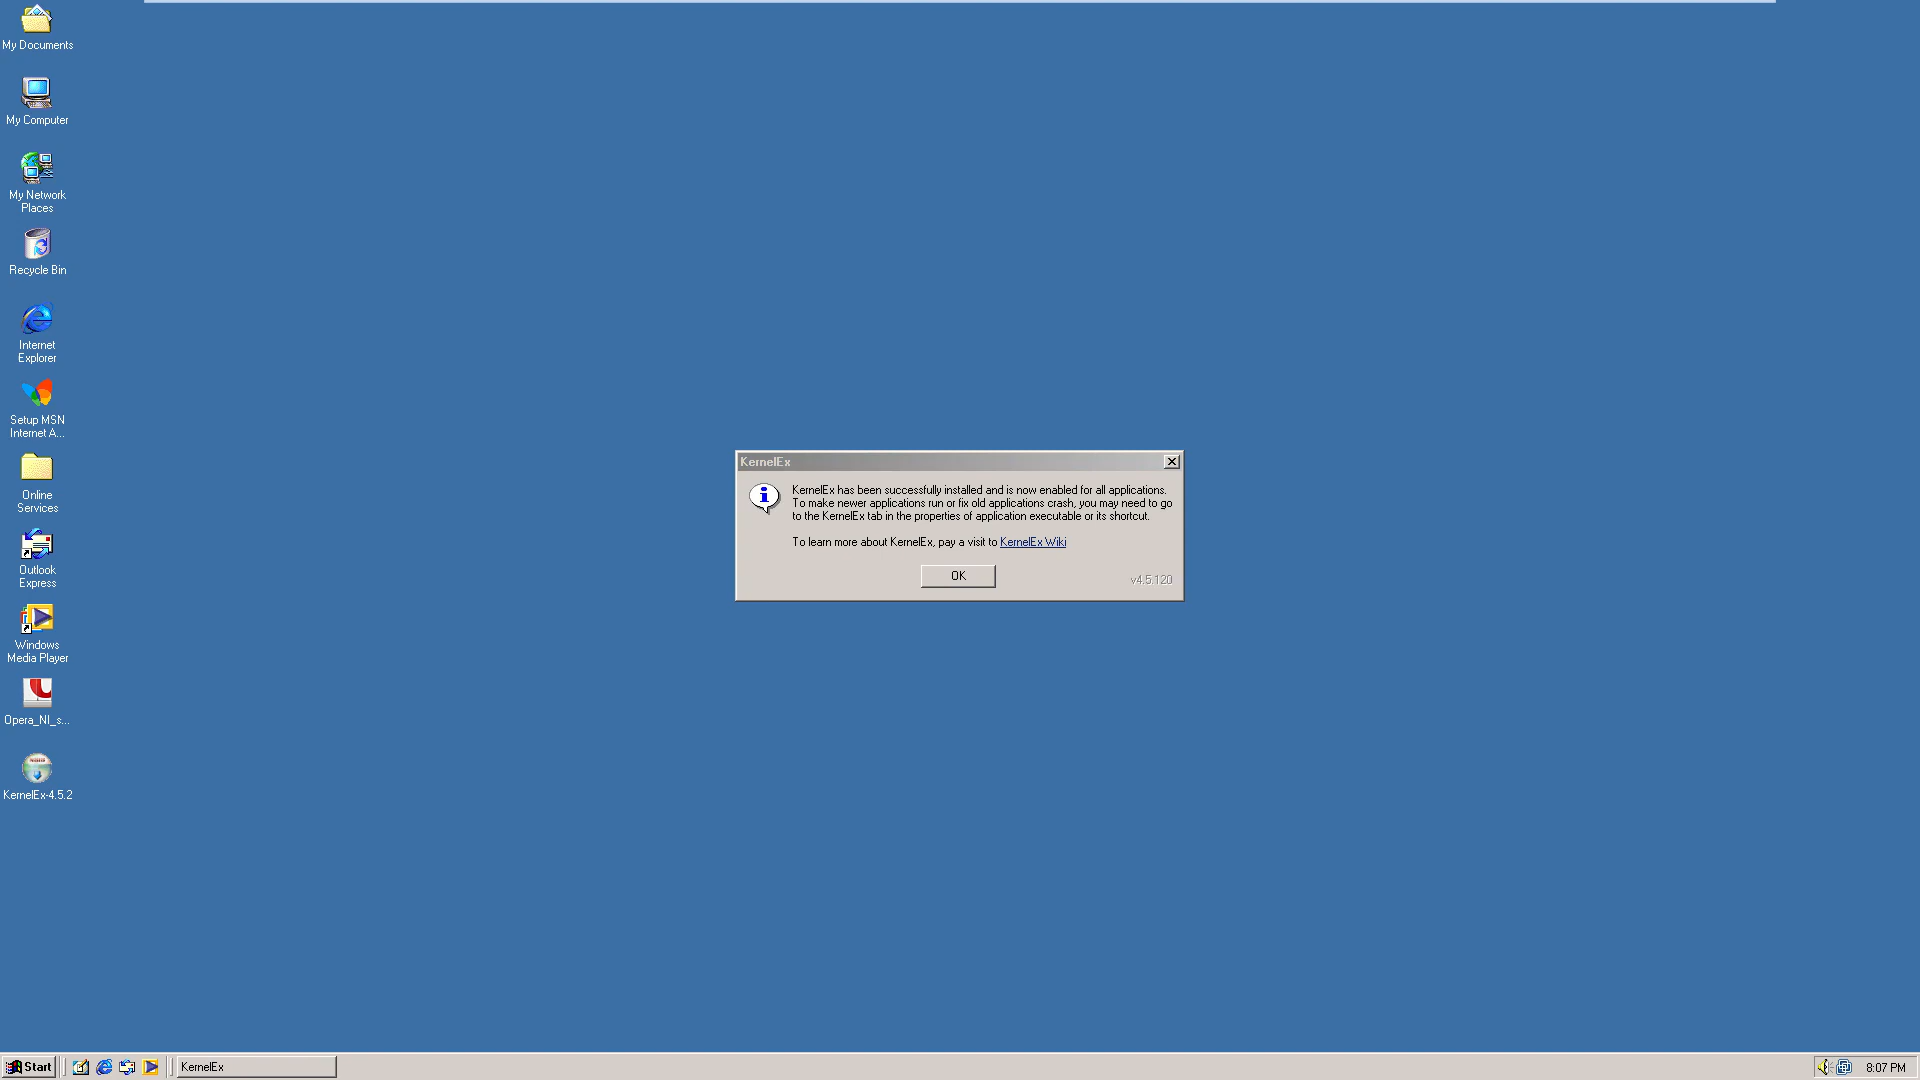 My Documents
My Computer
My Network
Places
Recycle Bin
Internet
Explorer
Setup MSN
Internet A...
Online
Services
Outlook
Express
Windows
Media Player
Opera_NI_s...
KernelEx-4.5.2
KernelEx
KernelEx has been successfully installed and is now enabled for all applications.
To make newer applications run or fix old applications crash, you may need to go
to the KernelEx tab in the properties of application executable or its shortcut.
To learn more about KernelEx, pay a visit to KernelEx Wiki
OK
v4.5.120
Start
KernelEx
8:07 PM